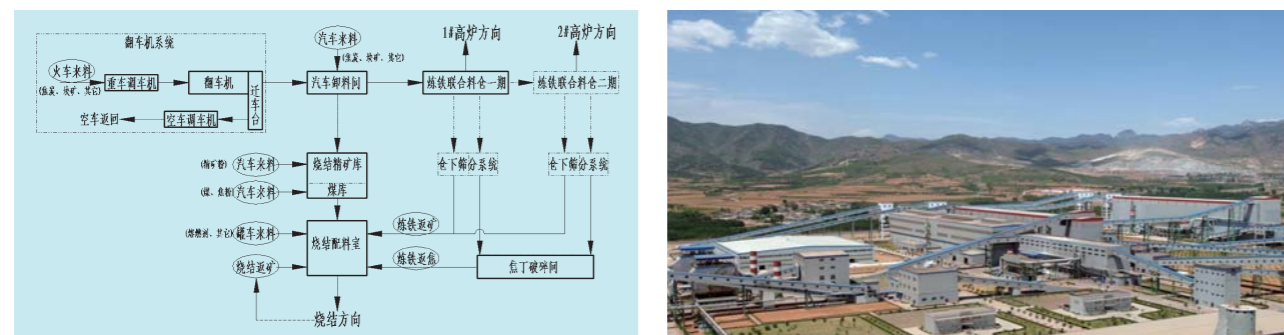 翻车机系统
火车来料
(焦炭、块矿、其它)
重车调车机
翻车机
迁车台
空车返回
空车调车机
汽车来料
(焦炭、块矿、其它)
汽车卸料间
1#高炉方向
2#高炉方向
炼铁联合料仓一期
炼铁联合料仓二期
仓下筛分系统
仓下筛分系统
(精矿粉)
汽车来料
烧结精矿库
(煤、焦粉)
汽车来料
煤库
罐车来料
烧结配料室
炼铁返矿
烧结返矿
炼铁返焦
焦丁破碎间
烧结方向